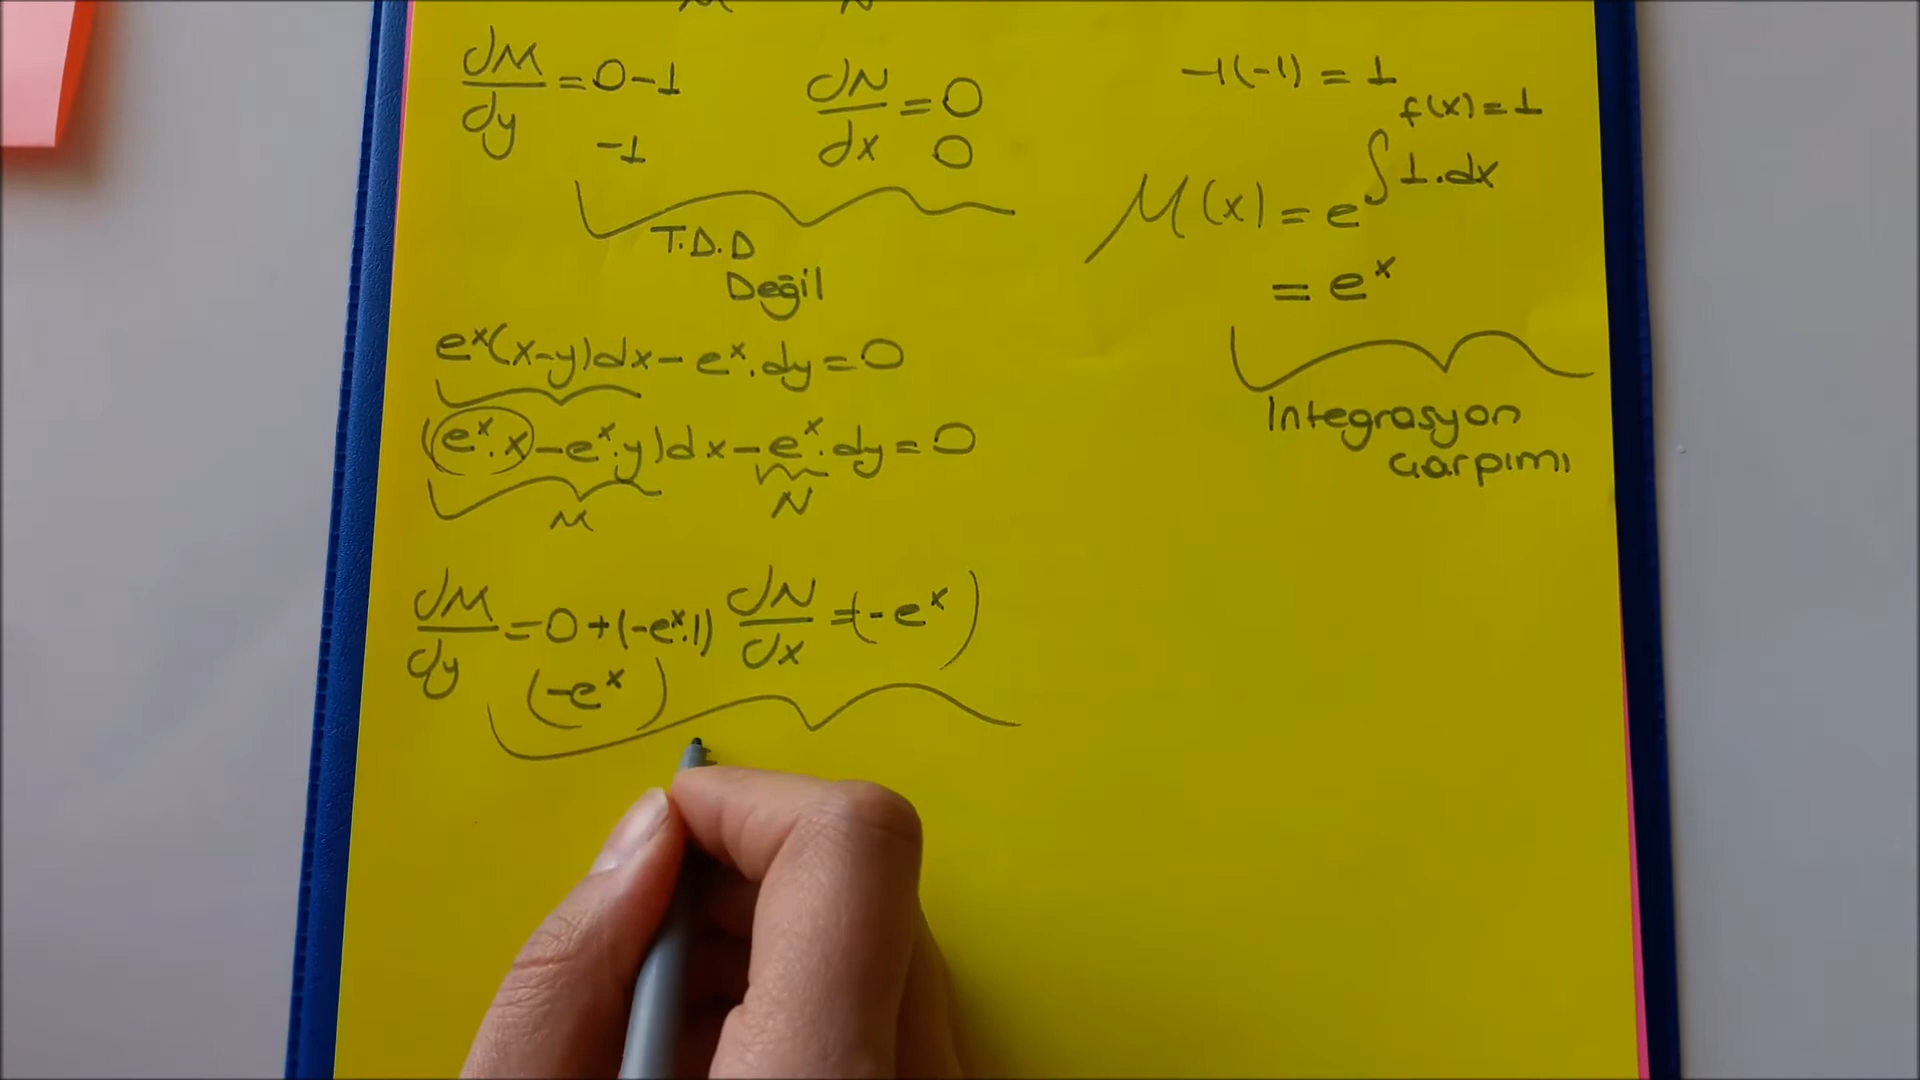 dM/dy = 0-1   dN/dx = 0
-1   0
T.D.D
Değil
e^x(x-y)dx - e^x.dy = 0
(e^x.x - e^x.y)dx - e^x.dy = 0
M   N
dM/dy = 0+(-e^x.1)   dN/dx = (-e^x)
(-e^x)
-1(-1) = 1
f(x) = 1
M(x) = e^∫1.dx
= e^x
Integrasyon
Çarpımı